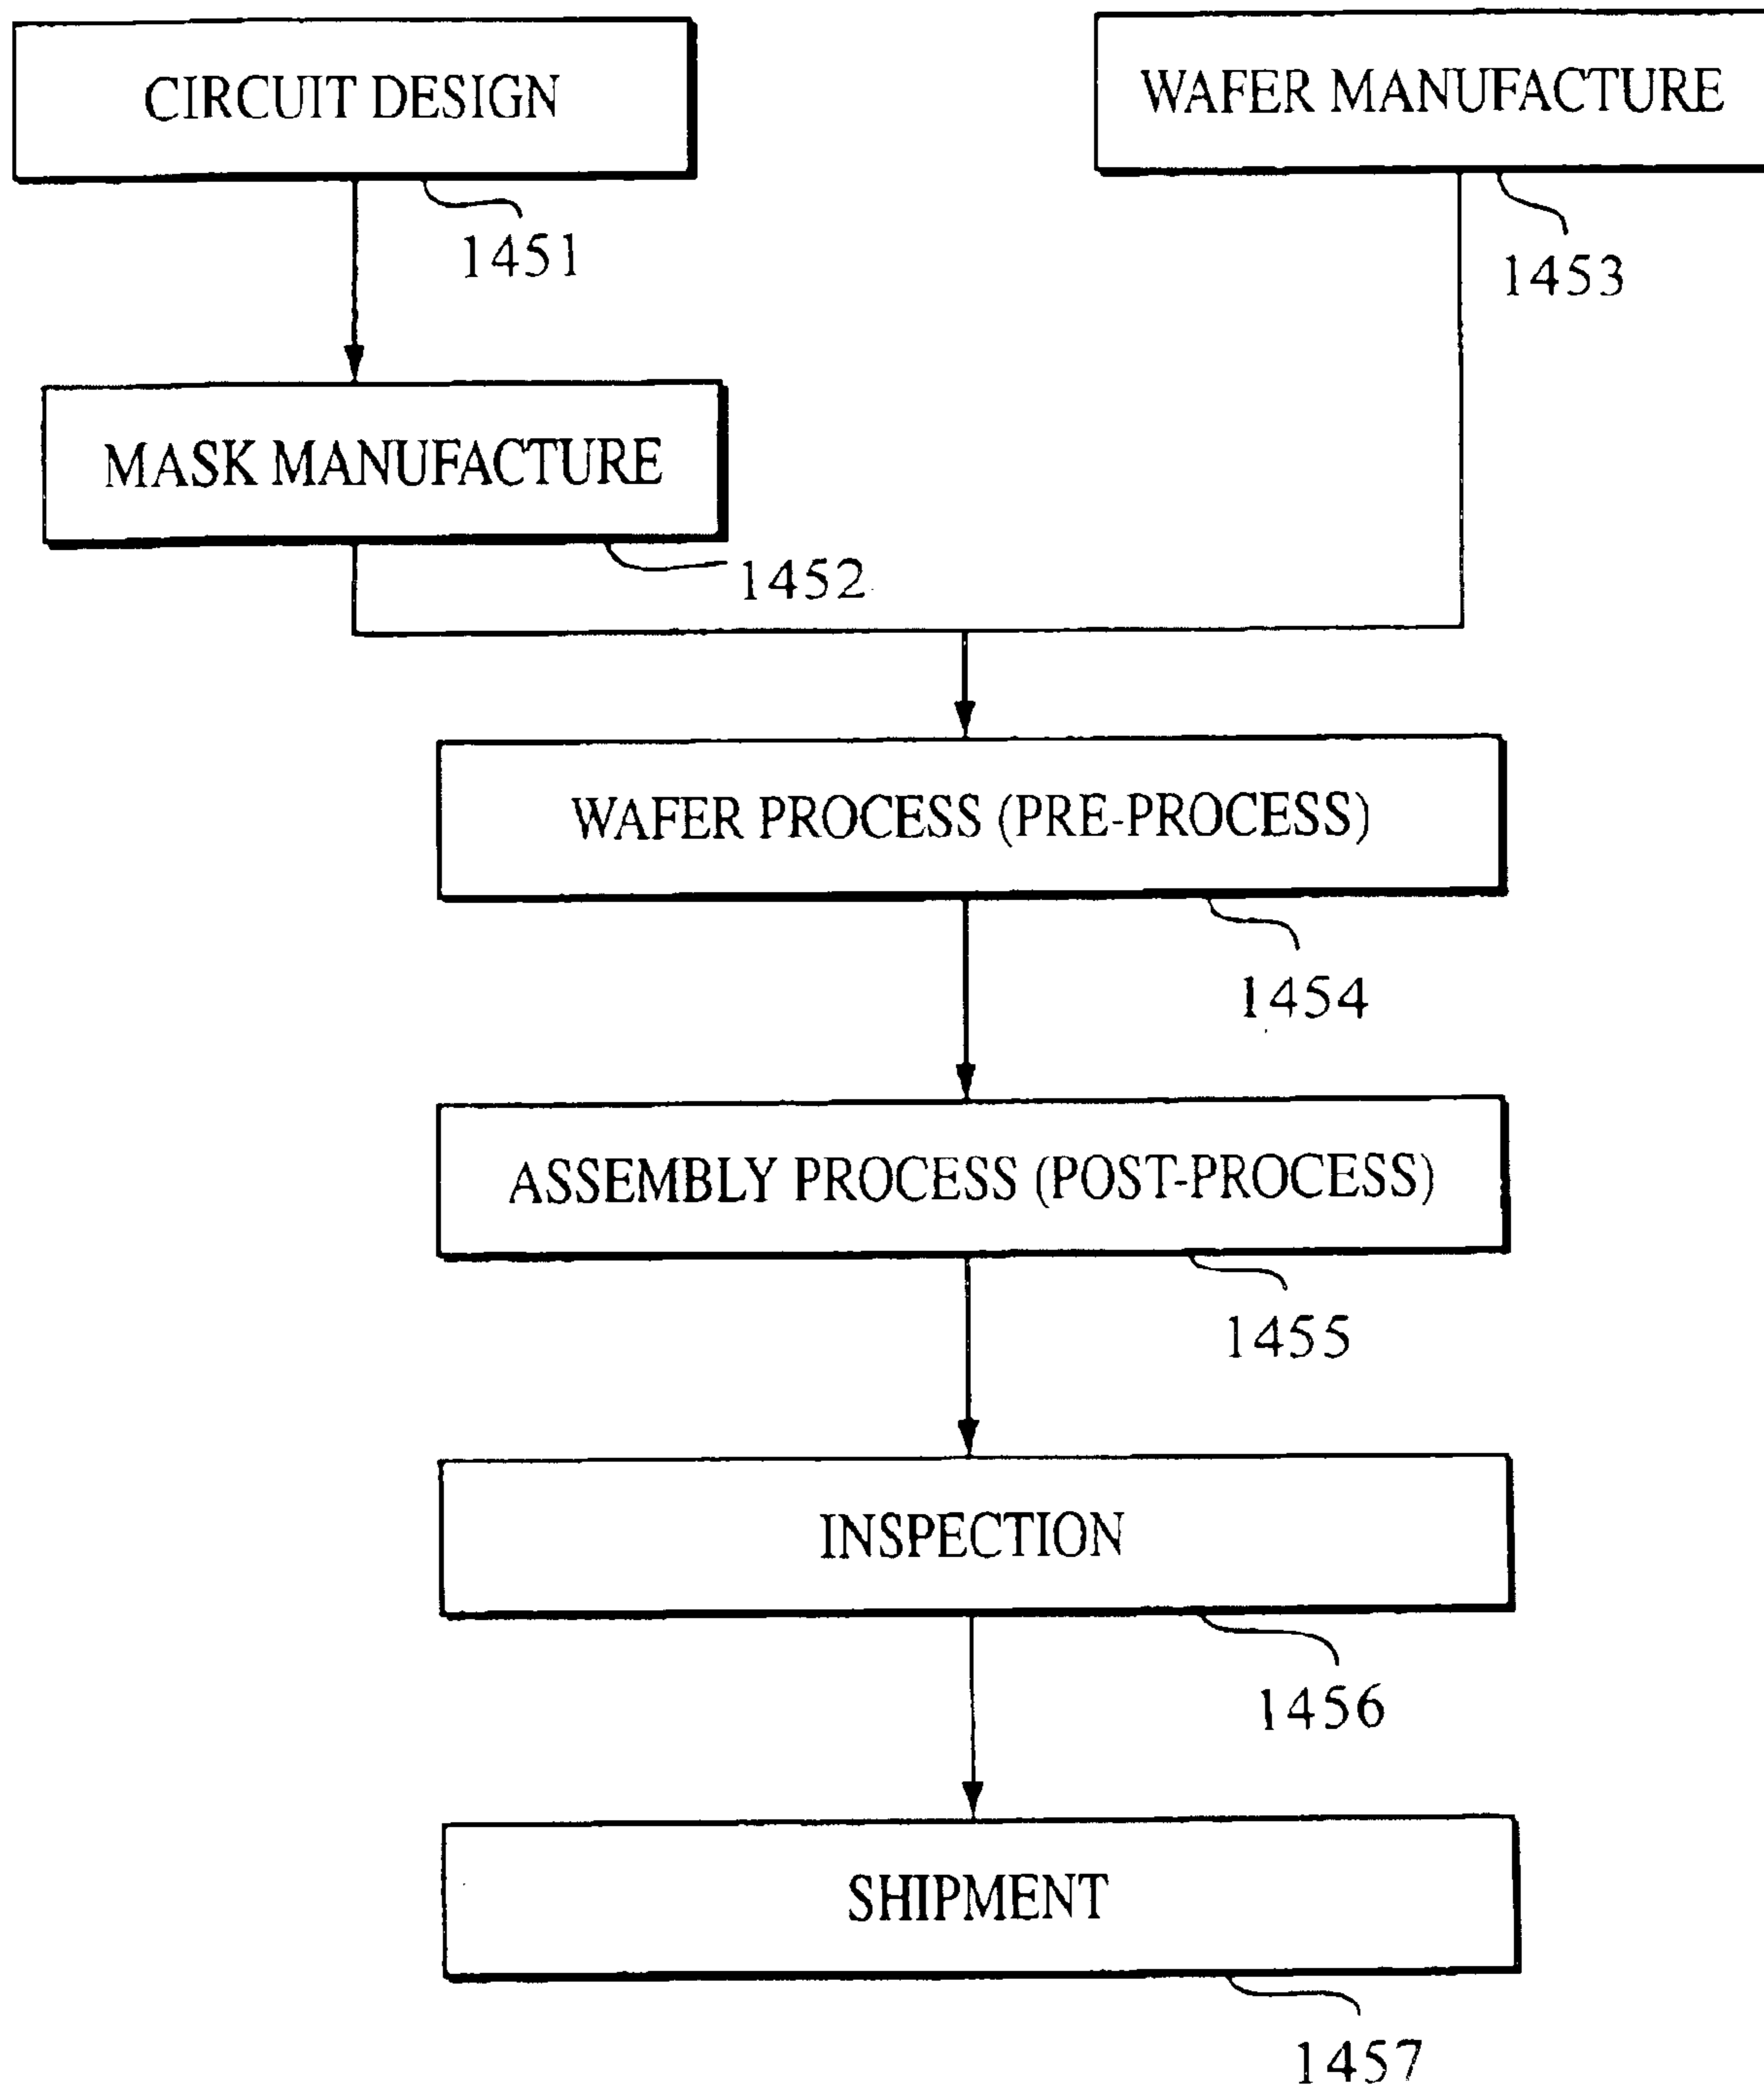 CIRCUIT DESIGN
1451
WAFER MANUFACTURE
1453
MASK MANUFACTURE
1452
WAFER PROCESS (PRE-PROCESS)
1454
ASSEMBLY PROCESS (POST-PROCESS)
1455
INSPECTION
1456
SHIPMENT
1457